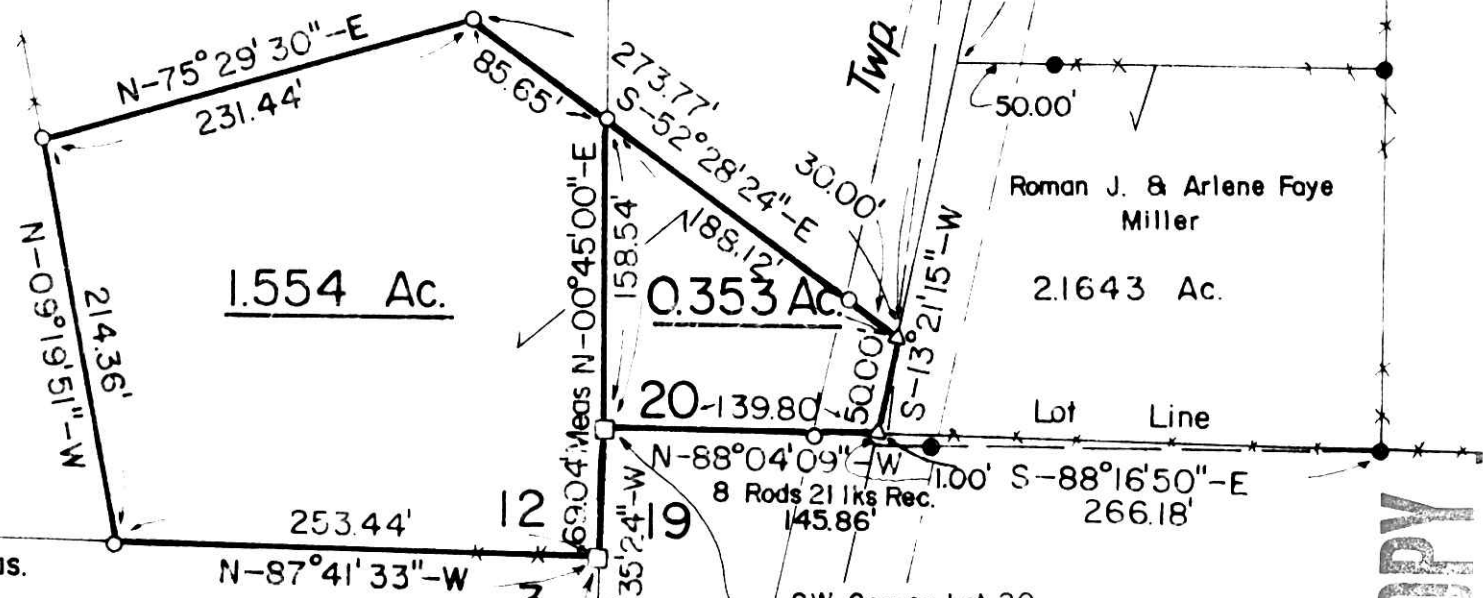 N-75°29'30"-E
231.44'
85.65'
273.77'
S-52°28'24"-E
188.12'
30.00'
Twp.
50.00'
Roman J. & Arlene Faye
Miller
2.1643 Ac.
N-09°19'51"-W
214.36'
1.554 Ac.
Meas N-00°45'00"-E
158.54'
0.353 Ac.
50.00'
S-13°21'15"-W
20
139.80
Lot Line
N-88°04'09"-W
8 Rods 21 lks Rec.
145.86'
1.00'
S-88°16'50"-E
266.18'
253.44'
N-87°41'33"-W
12
69.04'
19
35'24"-W